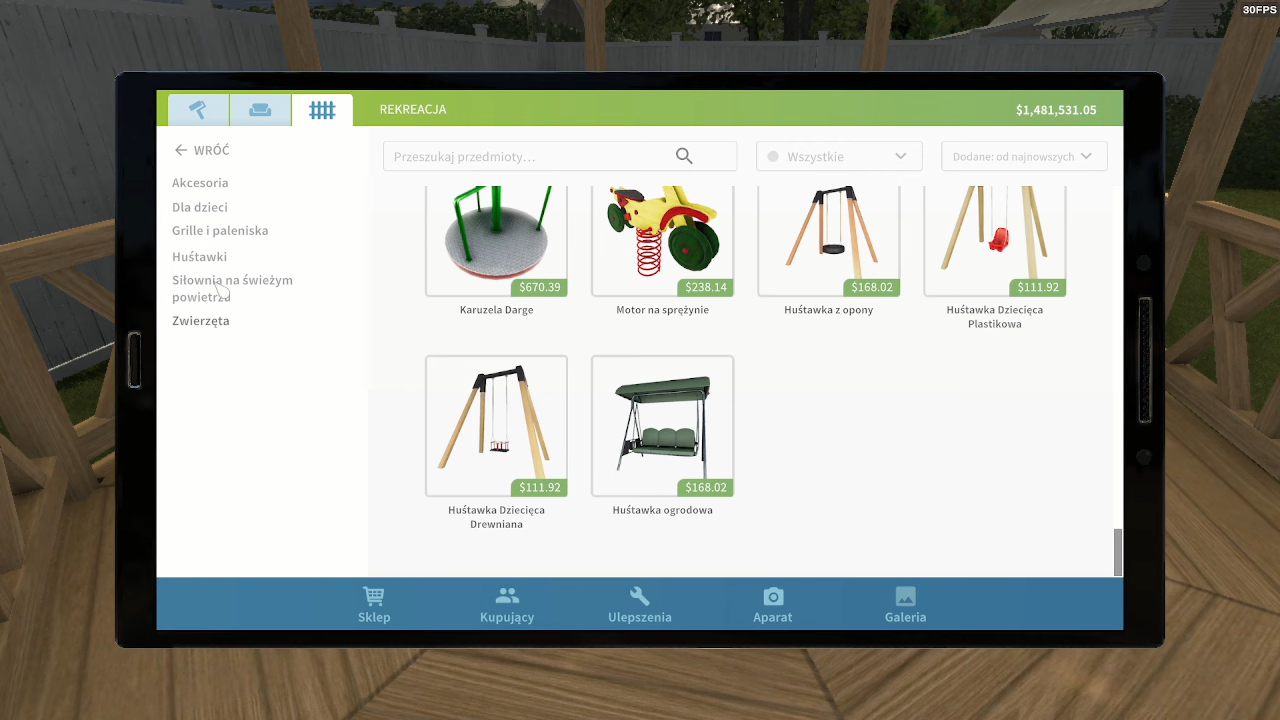 30FPS
REKREACJA
$1,481,531.05
WRÓĆ
Przeszukaj przedmioty...
Wszystkie
Dodane: od najnowszych
Akcesoria
Dla dzieci
Grille i paleniska
Huśtawki
Siłownia na świeżym
powietrzu
Zwierzęta
$670.39
$238.14
$168.02
$111.92
Karuzela Darge
Motor na sprężynie
Huśtawka z opony
Huśtawka Dziecięca
Plastikowa
$111.92
$168.02
Huśtawka Dziecięca
Drewniana
Huśtawka ogrodowa
Sklep
Kupujący
Ulepszenia
Aparat
Galeria